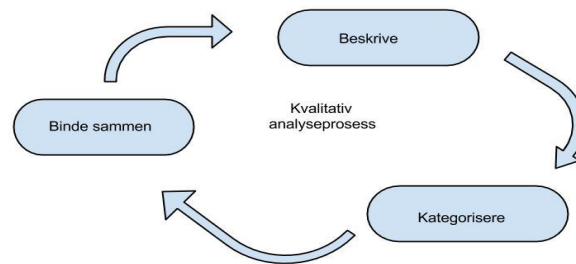 Beskrive
Kvalitativ
analyseprosess
Binde sammen
Kategorisere